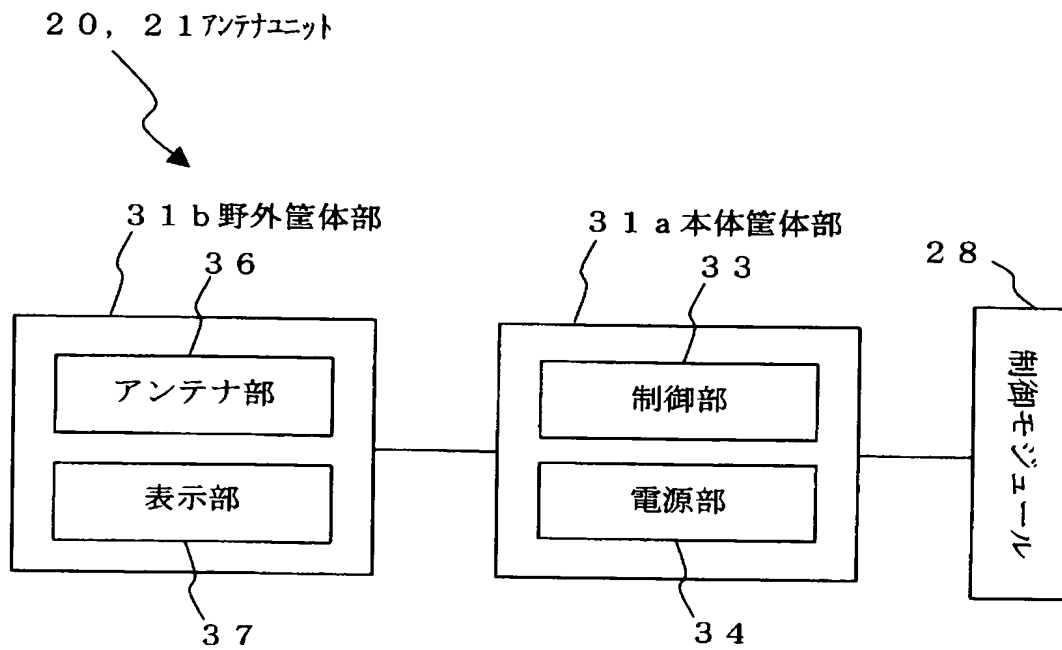 ２０，２１アンテナユニット
３１ｂ野外筐体部
３１ａ本体筐体部
３６
３３
２８
アンテナ部
制御部
制御モジュール
表示部
電源部
３７
３４